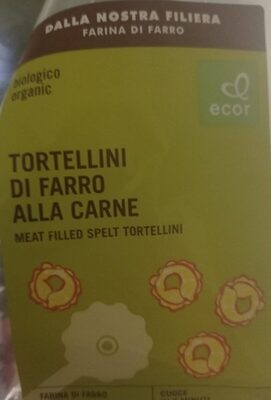 DALLA NOSTRA FILIERA
FARINA DI FARRO
biologico
organic
ecor
TORTELLINI
DI FARRO
ALLA CARNE
MEAT FILLED SPELT TORTELLINI
FARINA DI FARRO
CUOCE